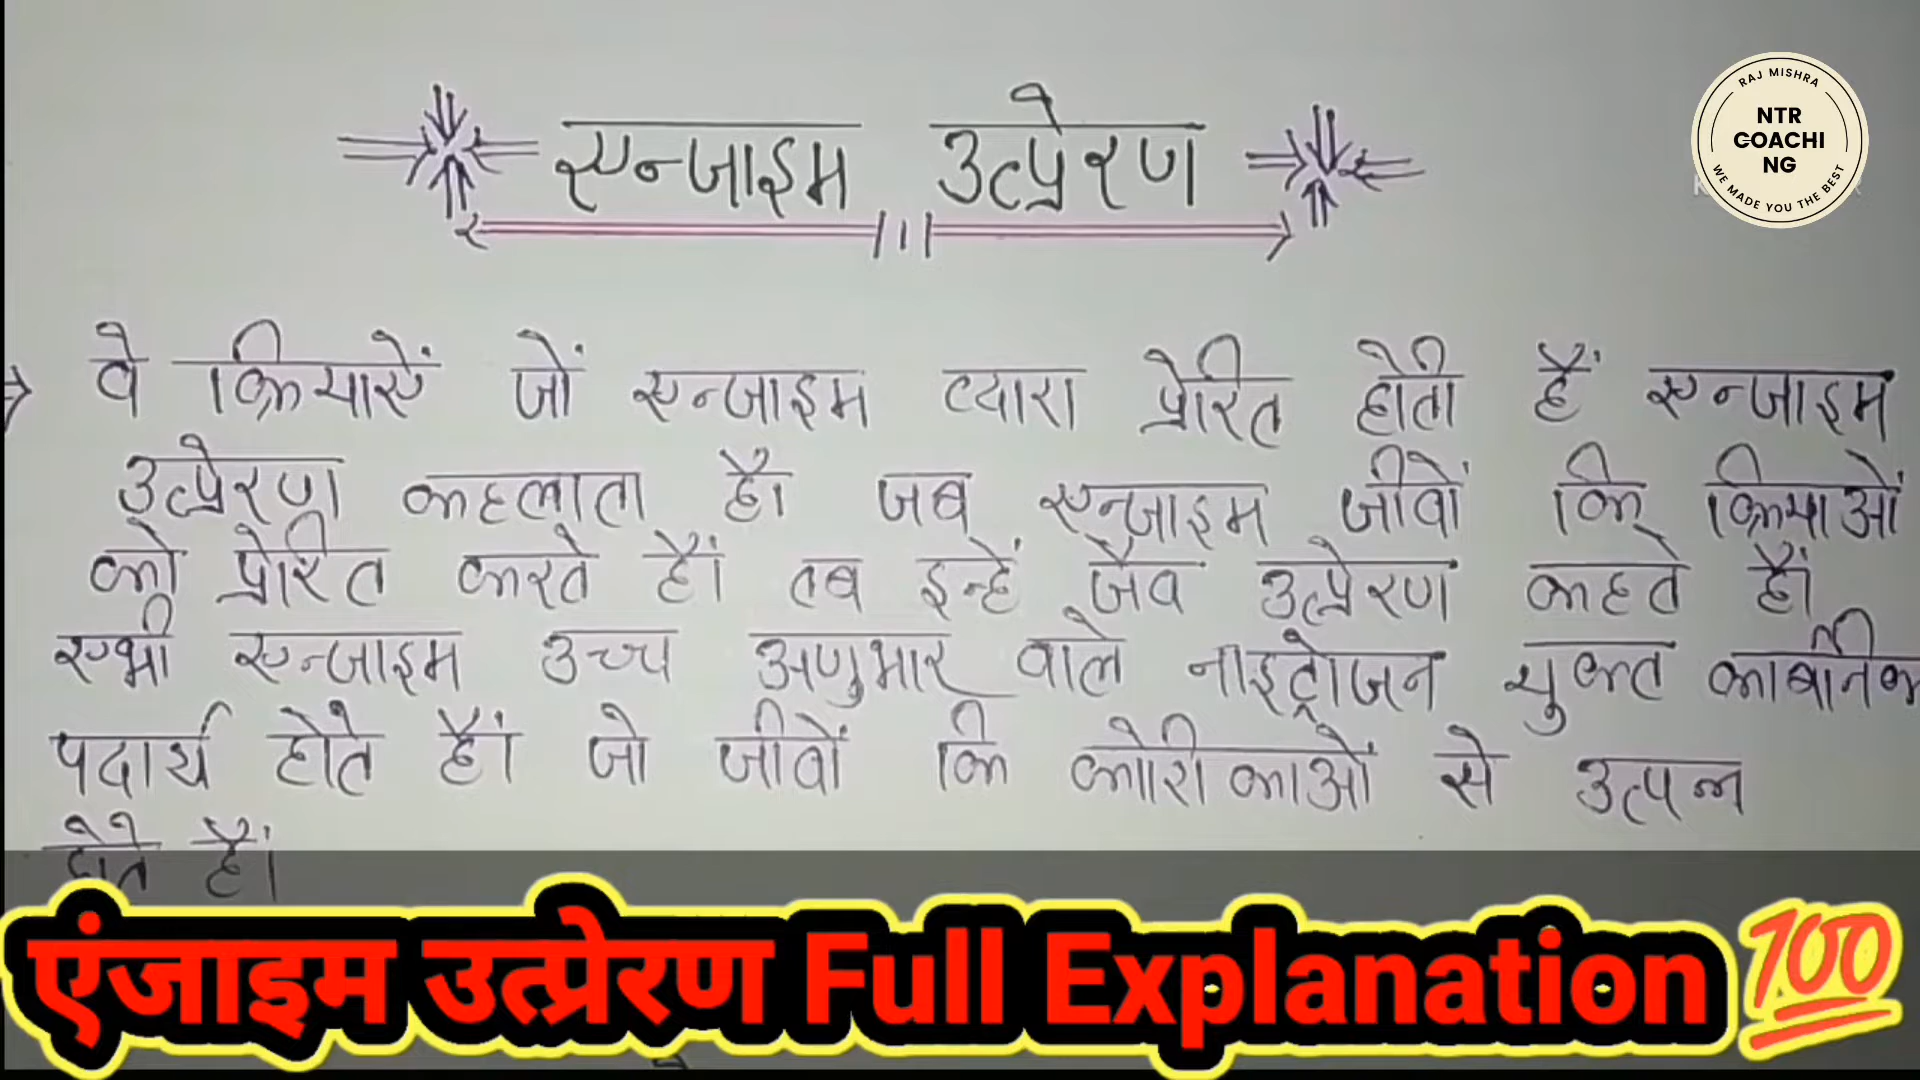 RAJ MISHRA
NTR
COACHI
NG
WE MADE YOU THE BEST
एन्जाइम उत्प्रेरण
वे क्रियाएें जों एन्जाइम व्दारा प्रेरित होती हैं एन्जाइम
उत्प्रेरण कहलाता है। जब एन्जाइम जीवों कि क्रियाओं
को प्रेरित करते हैं। तब इन्हें जैव उत्प्रेरण कहते हैं।
सभी एन्जाइम उच्च अणुभार वाले नाइट्रोजन युक्त कार्बनिक
पदार्थ होते हैं। जो जीवों कि कोशिकाओं से उत्पन्न
होते हैं।
एंजाइम उत्प्रेरण Full Explanation 💯